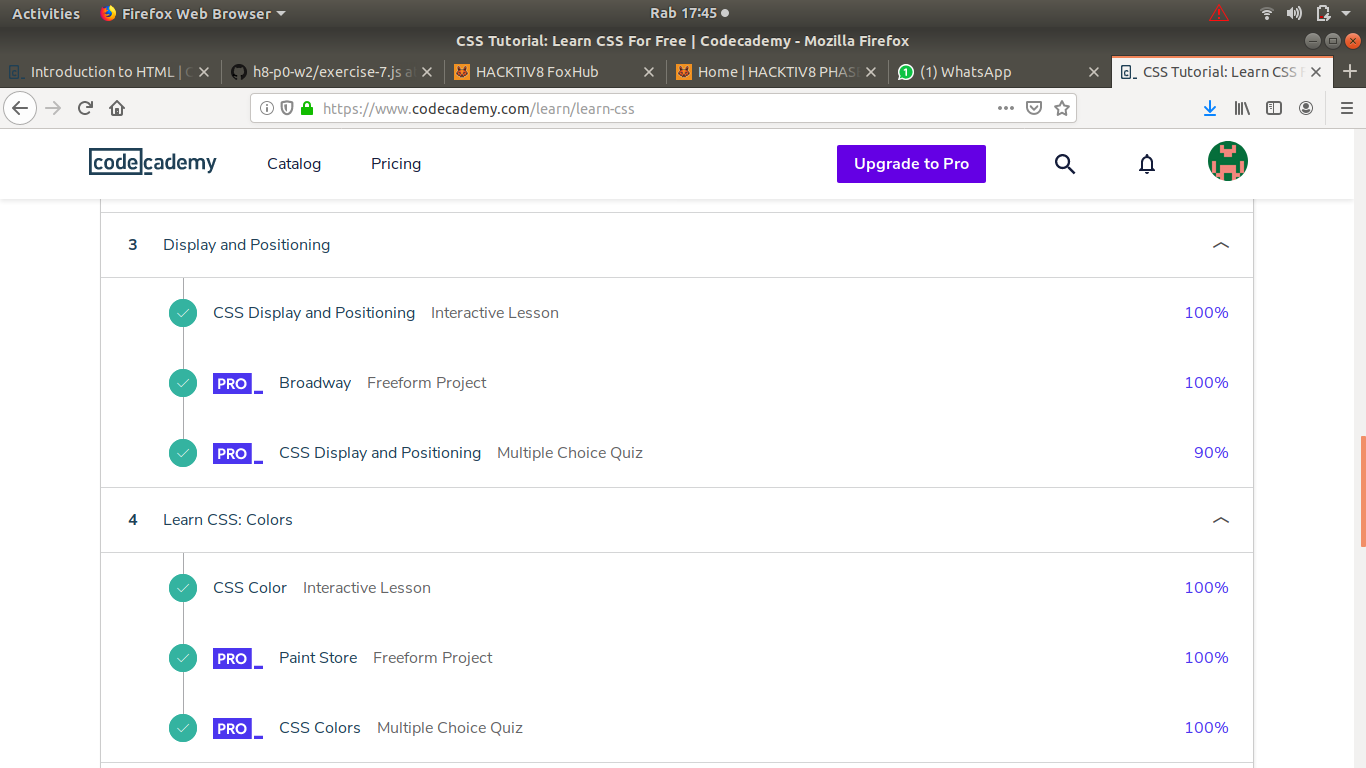 Activities Firefox Web Browser Rab 17:45
CSS Tutorial: Learn CSS For Free | Codecademy - Mozilla Firefox
Introduction to HTML | h8-p0-w2/exercise-7.js HACKTIV8 FoxHub Home | HACKTIV8 PHAS (1) WhatsApp CSS Tutorial: Learn CSS
https://www.codecademy.com/learn/learn-css
codecademy Catalog Pricing Upgrade to Pro
3 Display and Positioning
CSS Display and Positioning Interactive Lesson 100%
PRO Broadway Freeform Project 100%
PRO CSS Display and Positioning Multiple Choice Quiz 90%
4 Learn CSS: Colors
CSS Color Interactive Lesson 100%
PRO Paint Store Freeform Project 100%
PRO CSS Colors Multiple Choice Quiz 100%